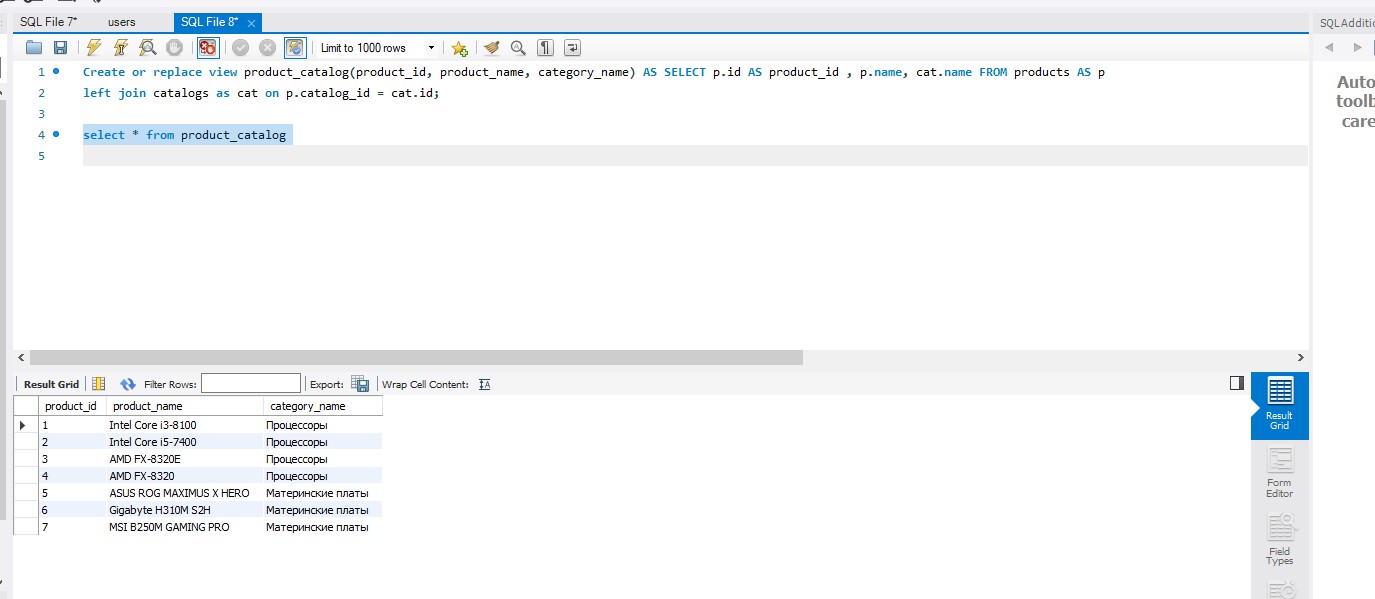 SQL File 7* users SQL File 8* ×
SQLAdditio
Limit to 1000 rows
1 Create or replace view product_catalog(product_id, product_name, category_name) AS SELECT p.id AS product_id , p.name, cat.name FROM products AS p
2 left join catalogs as cat on p.catalog_id = cat.id;
3
4 select * from product_catalog
5
Auto
toolb
care
Result Grid Filter Rows: Export: Wrap Cell Content: IA
product_id product_name category_name
1 Intel Core i3-8100 Процессоры
2 Intel Core i5-7400 Процессоры
3 AMD FX-8320E Процессоры
4 AMD FX-8320 Процессоры
5 ASUS ROG MAXIMUS X HERO Материнские платы
6 Gigabyte H310M S2H Материнские платы
7 MSI B250M GAMING PRO Материнские платы
Result
Grid
Form
Editor
Field
Types